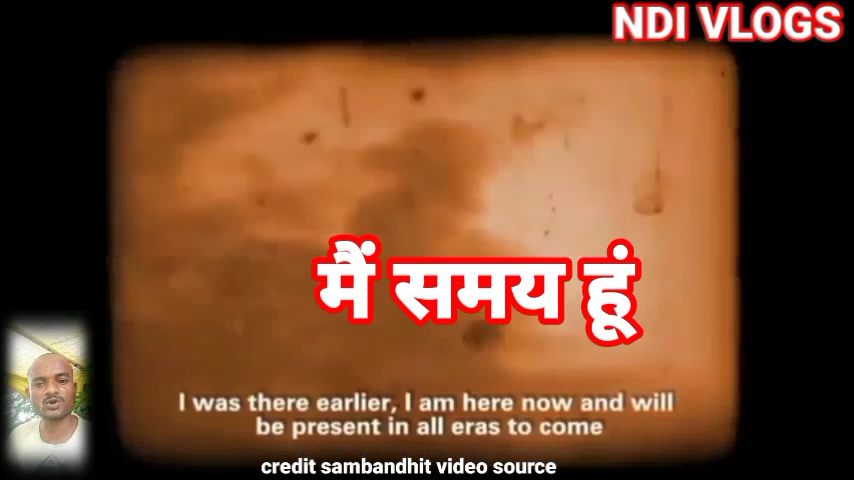 NDI VLOGS
मैं समय हूं
I was there earlier, I am here now and will
be present in all eras to come
credit sambandhit video source